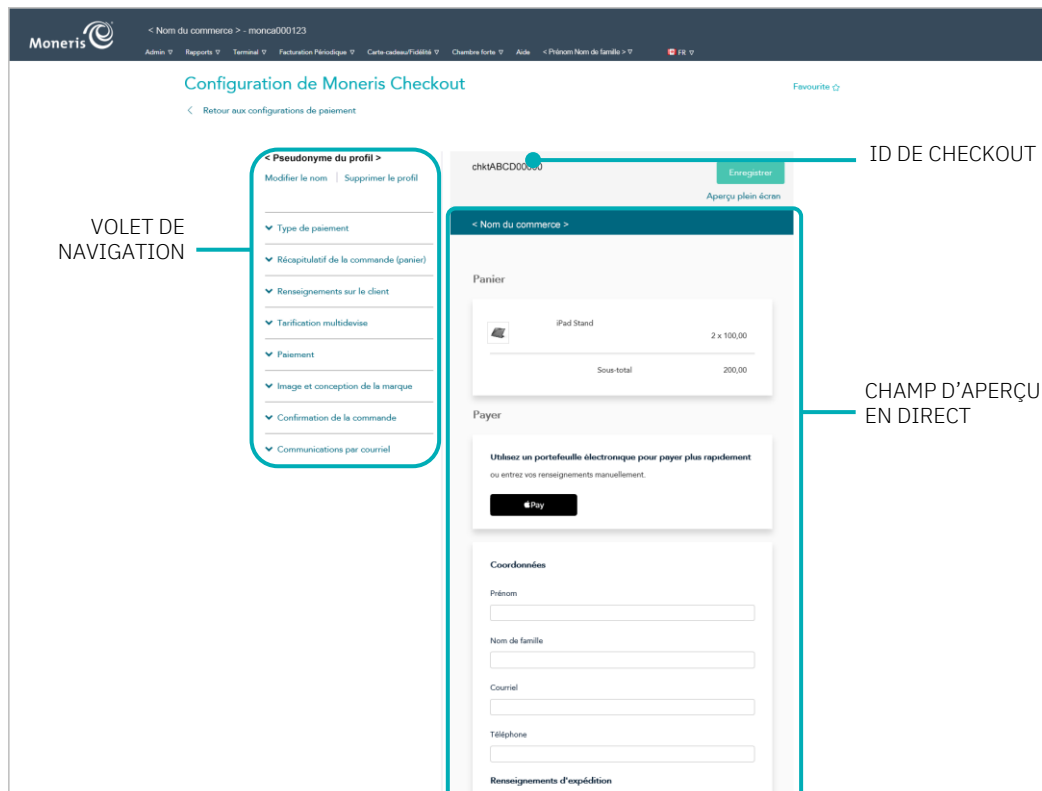 Moneris
< Nom du commerce > - monca000123
Admin ▽ Rapports ▽ Terminal ▽ Facturation Périodique ▽ Carte-cadeau/Fidélité ▽ Chambre forte ▽ Aide < Prénom Nom de famille > ▽ FR ▽
Configuration de Moneris Checkout
Favourite ☆
< Retour aux configurations de paiement
VOLET DE
NAVIGATION
< Pseudonyme du profil >
Modifier le nom | Supprimer le profil
Type de paiement
Récapitulatif de la commande (panier)
Renseignements sur le client
Tarification multidevise
Paiement
Image et conception de la marque
Confirmation de la commande
Communications par courriel
ID DE CHECKOUT
Enregistrer
Aperçu plein écran
< Nom du commerce >
Panier
iPad Stand
2 x 100,00
Sous-total 200,00
CHAMP D’APERÇU
EN DIRECT
Payer
Utilisez un portefeuille électronique pour payer plus rapidement
ou entrez vos renseignements manuellement.
Pay
Coordonnées
Prénom
Nom de famille
Courriel
Téléphone
Renseignements d'expédition